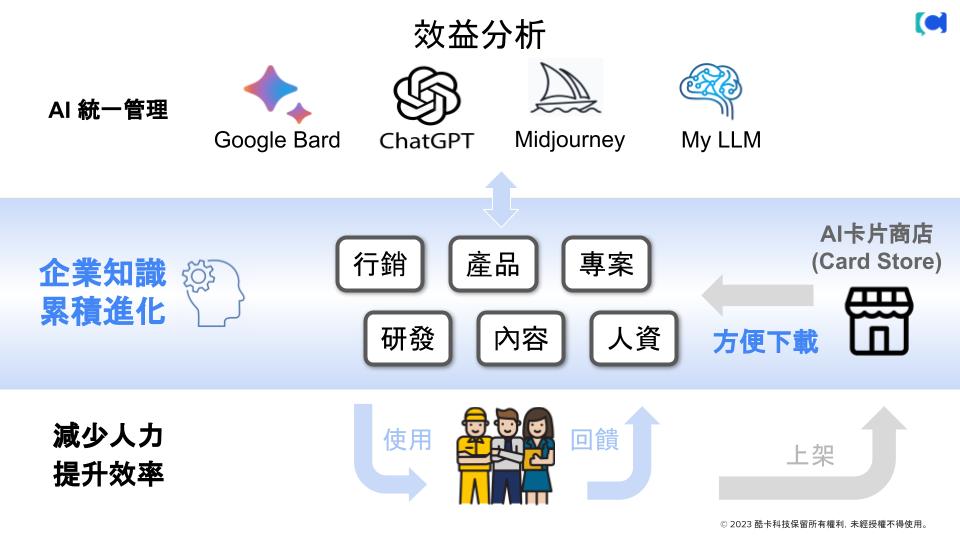 效益分析
AI 統一管理
Google Bard
ChatGPT
Midjourney
My LLM
企業知識
累積進化
行銷
產品
專案
研發
內容
人資
AI卡片商店
(Card Store)
方便下載
減少人力
提升效率
使用
回饋
上架
© 2023 酷卡科技保留所有權利, 未經授權不得使用。